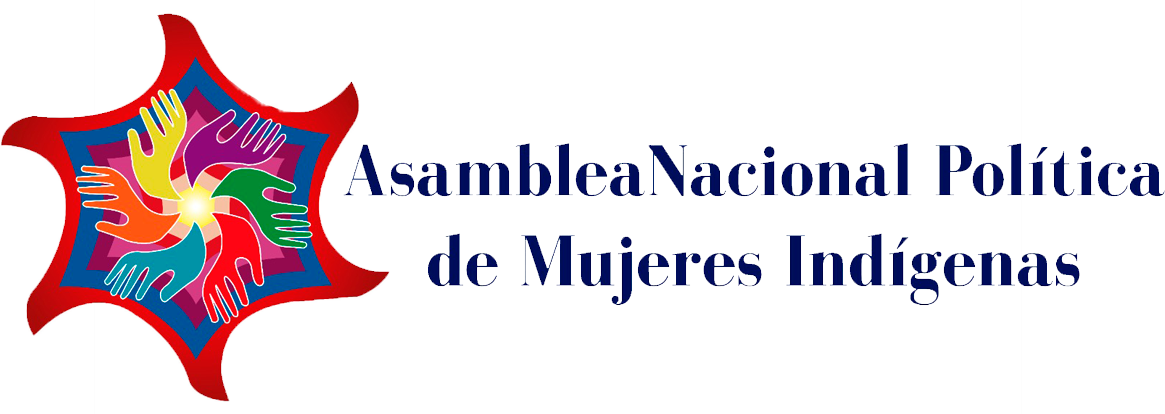 AsambleaNacional Política
de Mujeres Indígenas